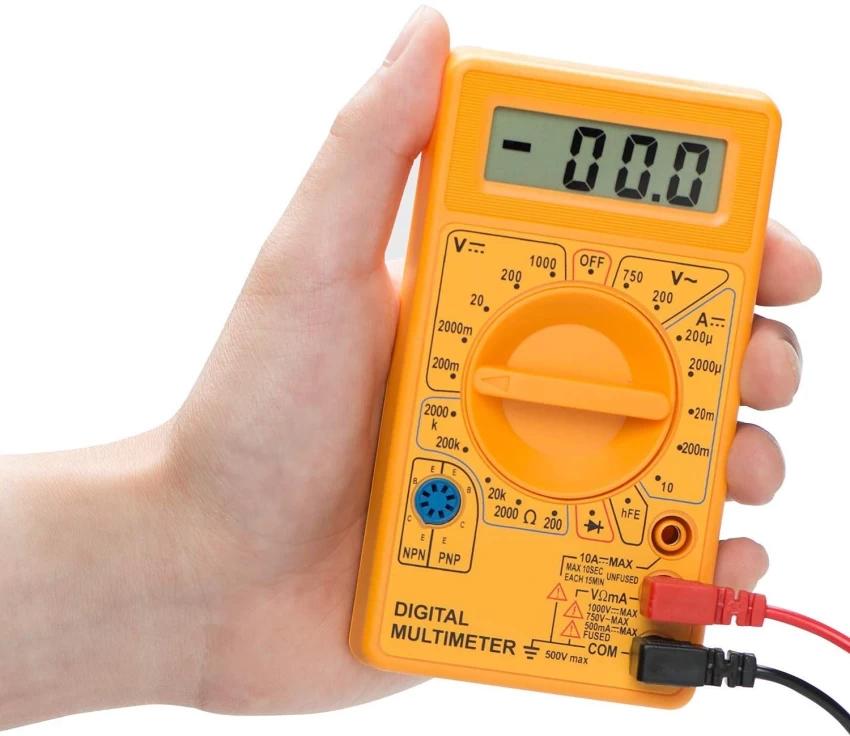 - 00.0
V⎓
1000
OFF
750
V~
200
200
20
A⎓
200µ
2000m
2000µ
200m
20m
2000
k
200k
200m
10
20k
2000 Ω 200
hFE
E E
B B
C C
E E
NPN PNP
10A⎓MAX
MAX 10SEC UNFUSED
EACH 15MIN
VΩmA
1000V⎓MAX
750V~MAX
500mA⎓MAX
FUSED
COM
500V max
DIGITAL
MULTIMETER